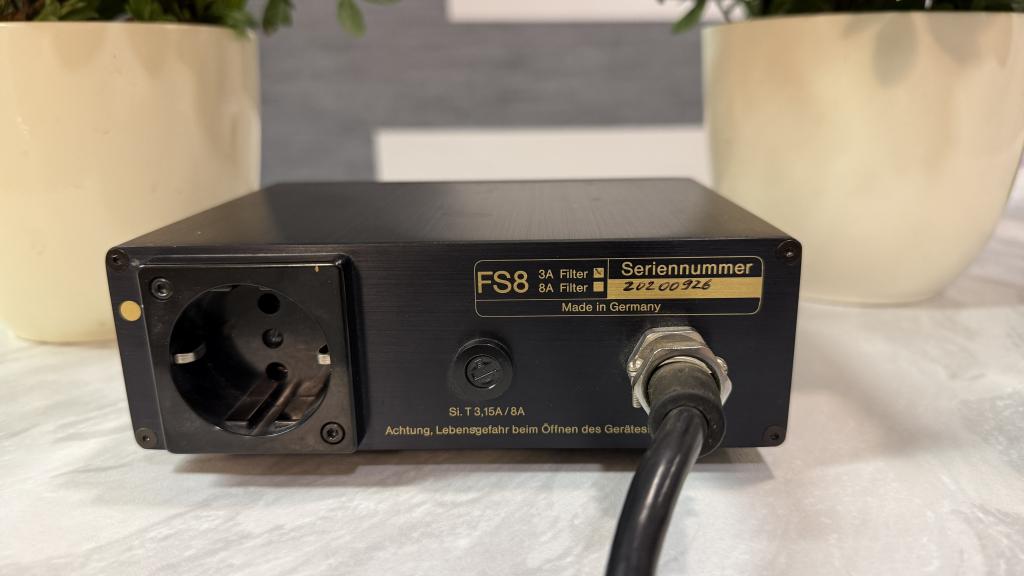 FS8
3A Filter
8A Filter
Seriennummer
20200926
Made in Germany
Si. T 3,15A / 8A
Achtung, Lebensgefahr beim Öffnen des Gerätes